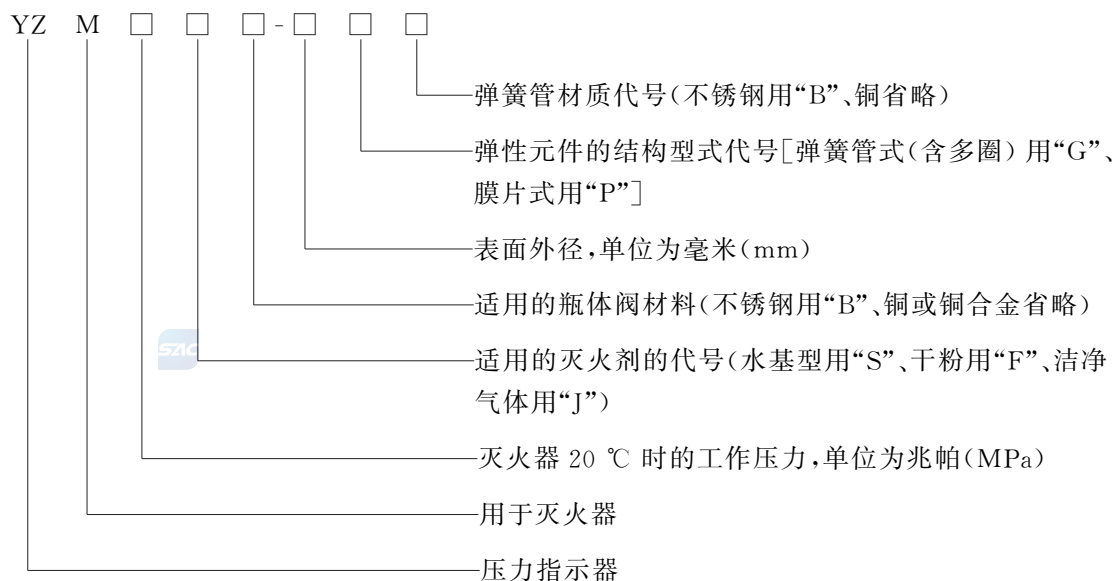 YZ M □ □ □ - □ □ □
弹簧管材质代号(不锈钢用“B”、铜省略)
弹性元件的结构型式代号[弹簧管式(含多圈) 用“G”、
膜片式用“P”]
表面外径,单位为毫米(mm)
适用的瓶体阀材料(不锈钢用“B”、铜或铜合金省略)
SAC
适用的灭火剂的代号(水基型用“S”、干粉用“F”、洁净
气体用“J”)
灭火器 20 ℃ 时的工作压力,单位为兆帕(MPa)
用于灭火器
压力指示器